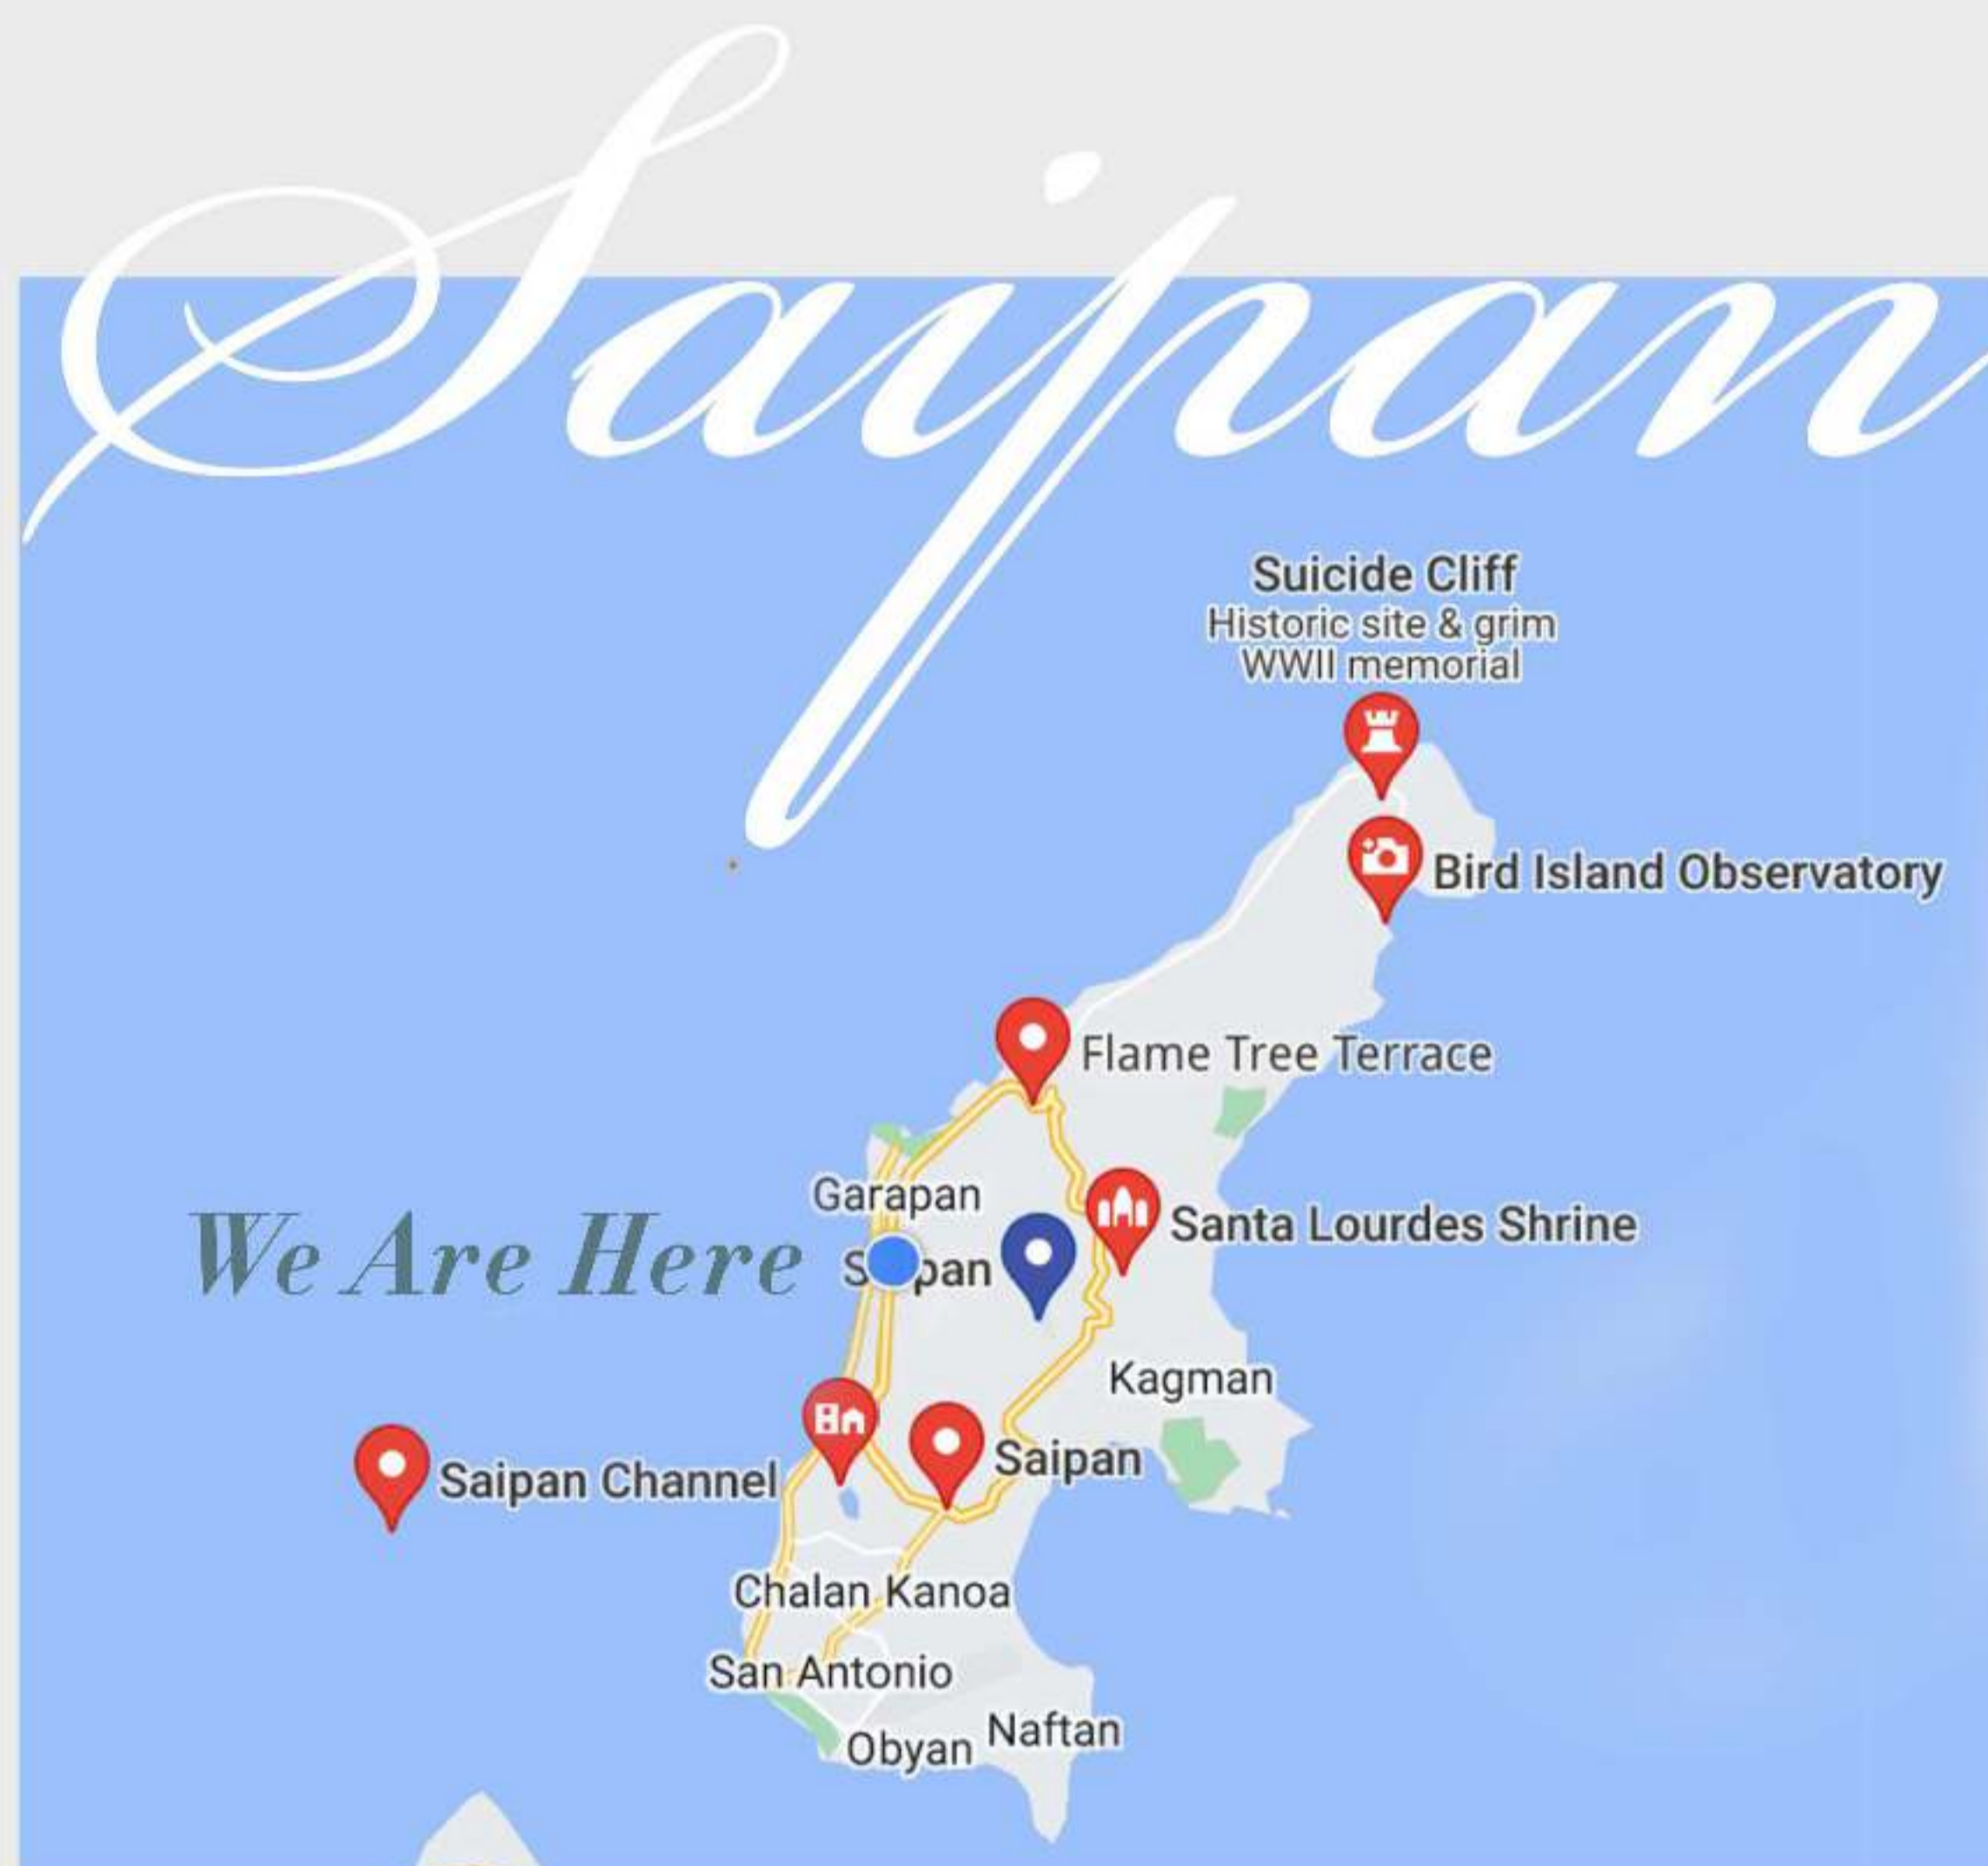 Saipan
Suicide Cliff
Historic site & grim
WWII memorial
Bird Island Observatory
Flame Tree Terrace
Garapan
Santa Lourdes Shrine
We Are Here
Kagman
Saipan
Saipan Channel
Chalan Kanoa
San Antonio
Naftan
Obyan